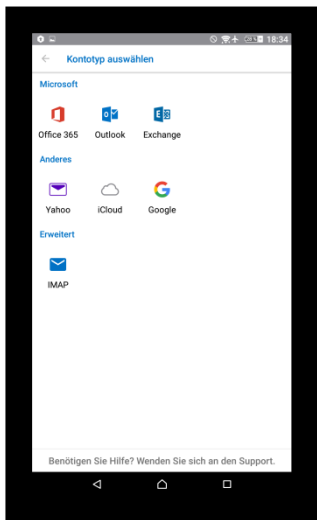 18:34
Kontotyp auswählen
Microsoft
Office 365 Outlook Exchange
Anderes
Yahoo iCloud Google
Erweitert
IMAP
Benötigen Sie Hilfe? Wenden Sie sich an den Support.